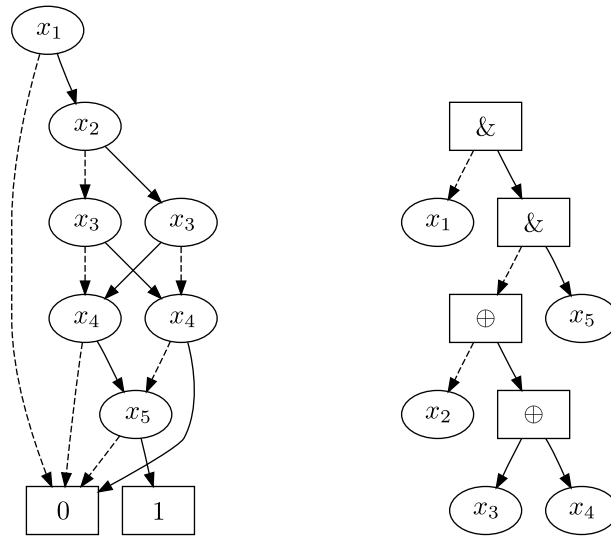 x₁
x₂
&
x₃ x₃
x₁ &
x₄ x₄
⊕ x₅
x₅
x₂ ⊕
0 1
x₃ x₄